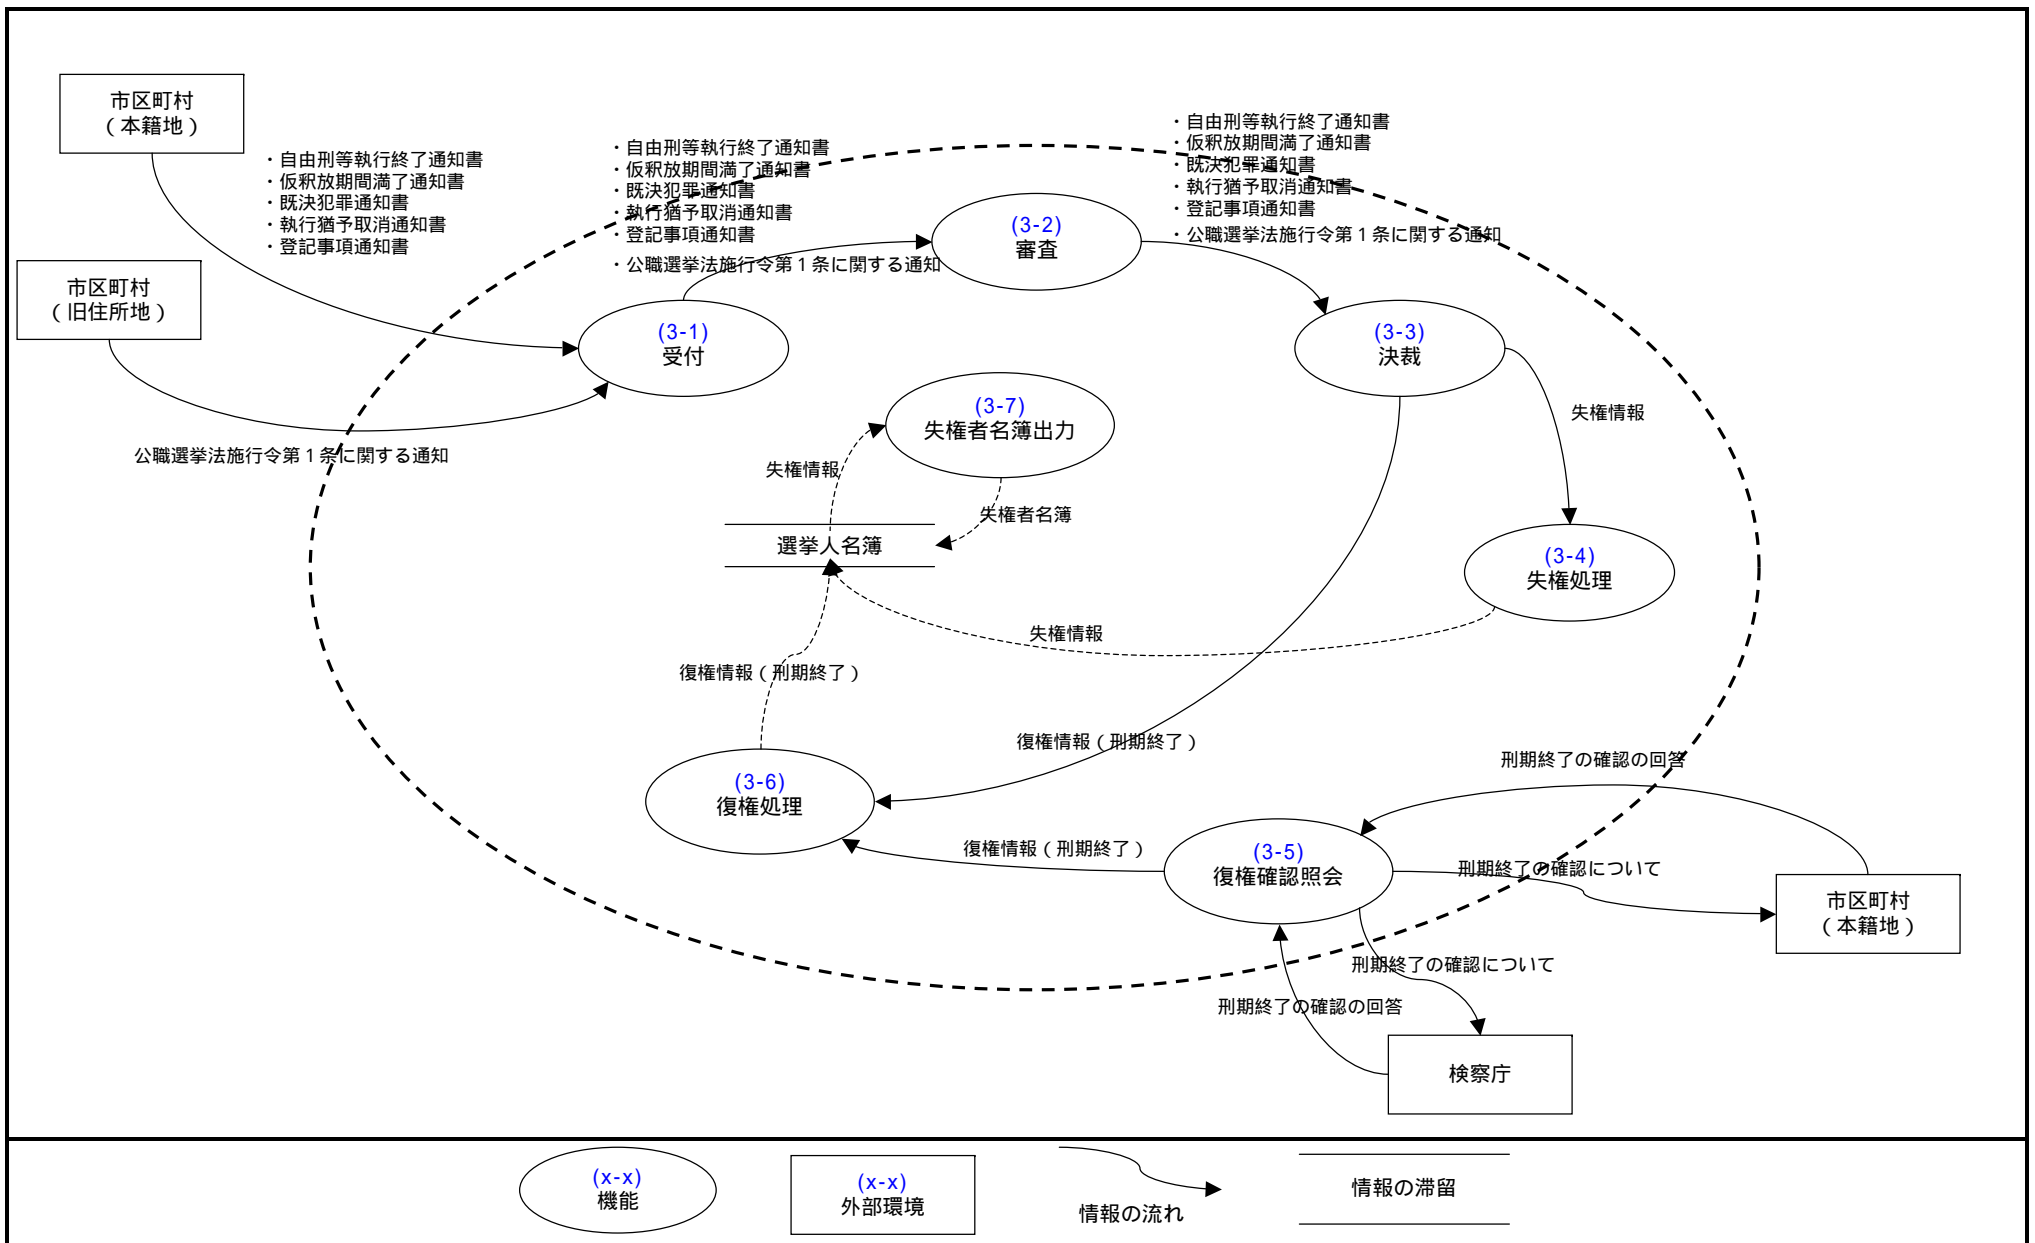 市区町村
（本籍地）
・自由刑等執行終了通知書
・仮釈放期間満了通知書
・既決犯罪通知書
・執行猶予取消通知書
・登記事項通知書
・自由刑等執行終了通知書
・仮釈放期間満了通知書
・既決犯罪通知書
・執行猶予取消通知書
・登記事項通知書
・公職選挙法施行令第1条に関する通知
・自由刑等執行終了通知書
・仮釈放期間満了通知書
・既決犯罪通知書
・執行猶予取消通知書
・登記事項通知書
・公職選挙法施行令第1条に関する通知
市区町村
（旧住所地）
公職選挙法施行令第1条に関する通知
(3-1)
受付
(3-2)
審査
(3-3)
決裁
失権情報
(3-7)
失権者名簿出力
失権情報
失権者名簿
選挙人名簿
(3-4)
失権処理
失権情報
復権情報（刑期終了）
復権情報（刑期終了）
(3-6)
復権処理
復権情報（刑期終了）
(3-5)
復権確認照会
刑期終了の確認の回答
刑期終了の確認について
市区町村
（本籍地）
刑期終了の確認について
刑期終了の確認の回答
検察庁
(x-x)
機能
(x-x)
外部環境
情報の流れ
情報の滞留